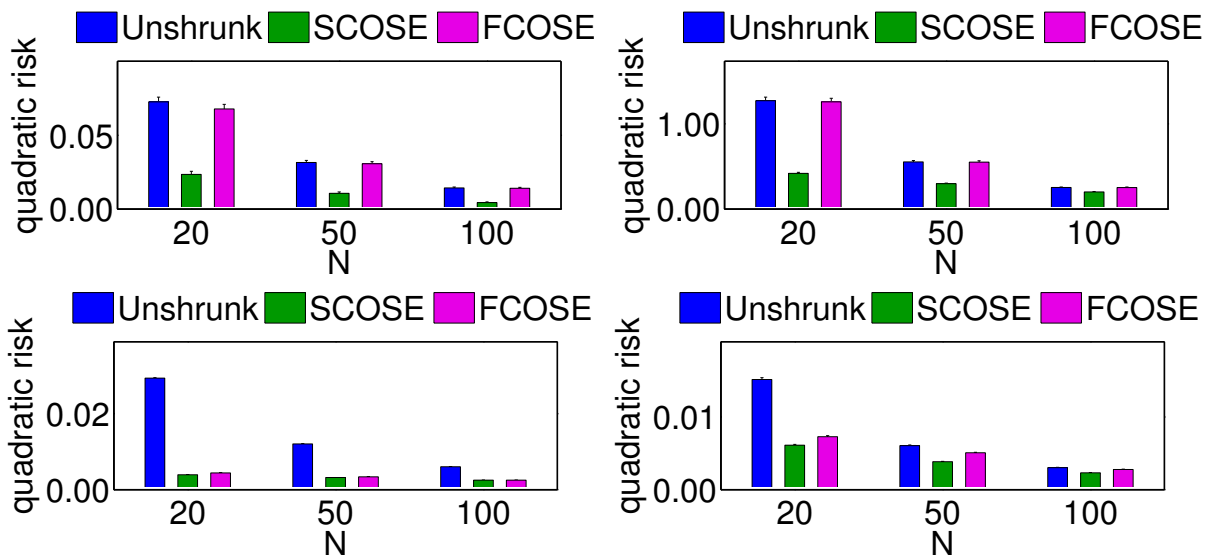 Unshrunk SCOSE FCOSE
quadratic risk
0.05
0.00
20 50 100
N
Unshrunk SCOSE FCOSE
quadratic risk
1.00
0.00
20 50 100
N
Unshrunk SCOSE FCOSE
quadratic risk
0.02
0.00
20 50 100
N
Unshrunk SCOSE FCOSE
quadratic risk
0.01
0.00
20 50 100
N